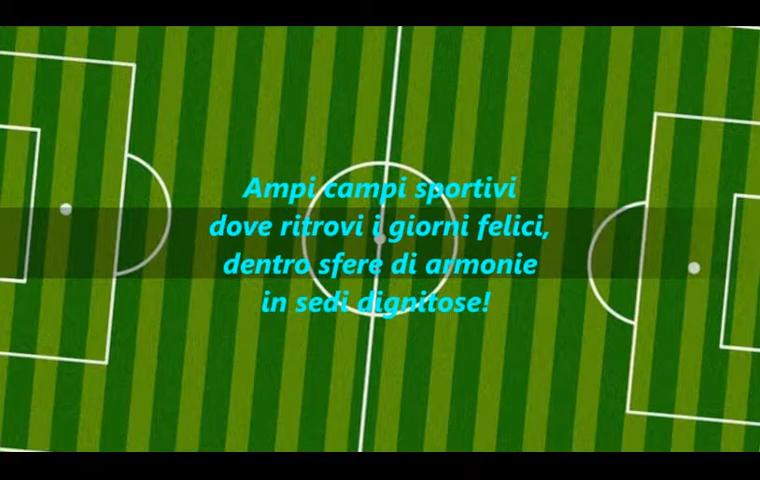 Ampi campi sportivi
dove ritrovi i giorni felici,
dentro sfere di armonie
in sedi dignitose!